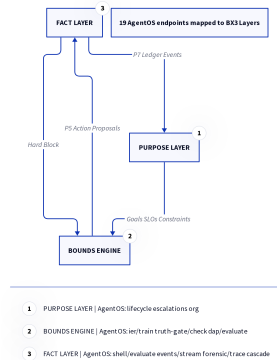 3
FACT LAYER
19 AgentOS endpoints mapped to BX3 Layers
P7 Ledger Events
P5 Action Proposals
1
Hard Block
PURPOSE LAYER
Goals SLOs Constraints
2
BOUNDS ENGINE
1 PURPOSE LAYER | AgentOS: lifecycle escalations org
2 BOUNDS ENGINE | AgentOS: ier/train truth-gate/check dap/evaluate
3 FACT LAYER | AgentOS: shell/evaluate events/stream forensic/trace cascade